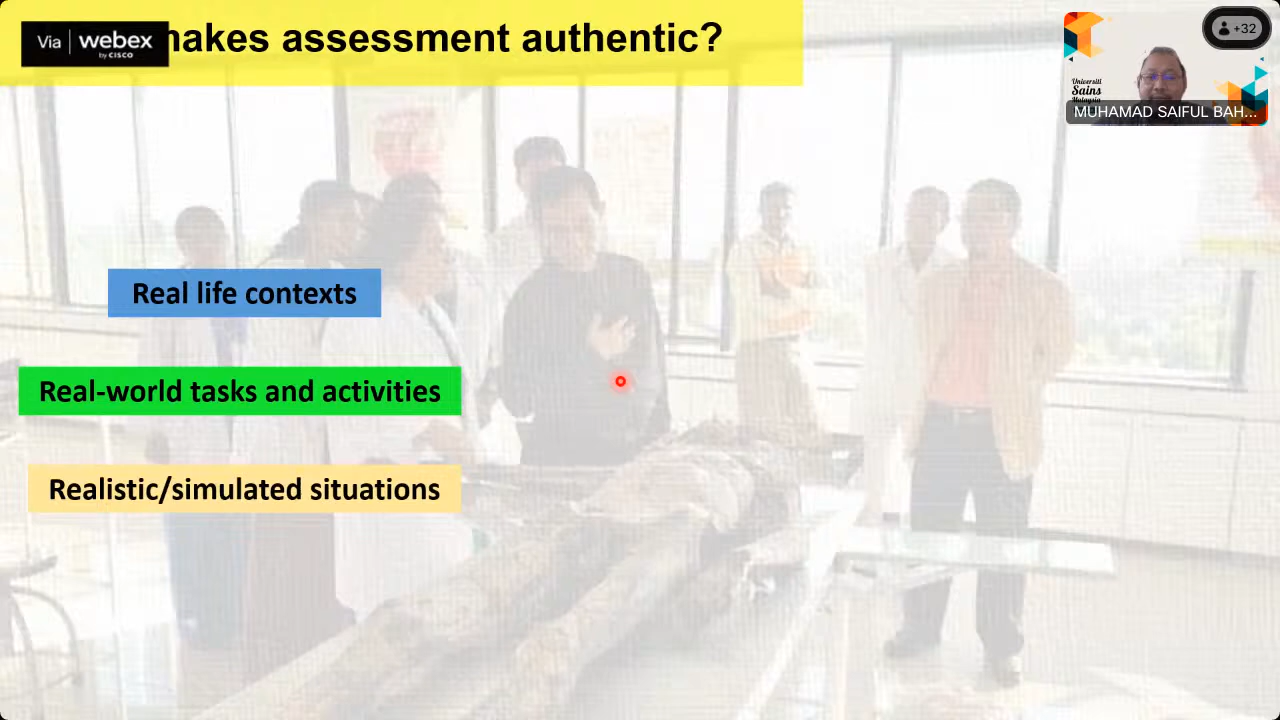 Via webex
by CISCO
makes assessment authentic?
+32
Universiti
Sains
Malaysia
MUHAMAD SAIFUL BAH...
Real life contexts
Real-world tasks and activities
Realistic/simulated situations